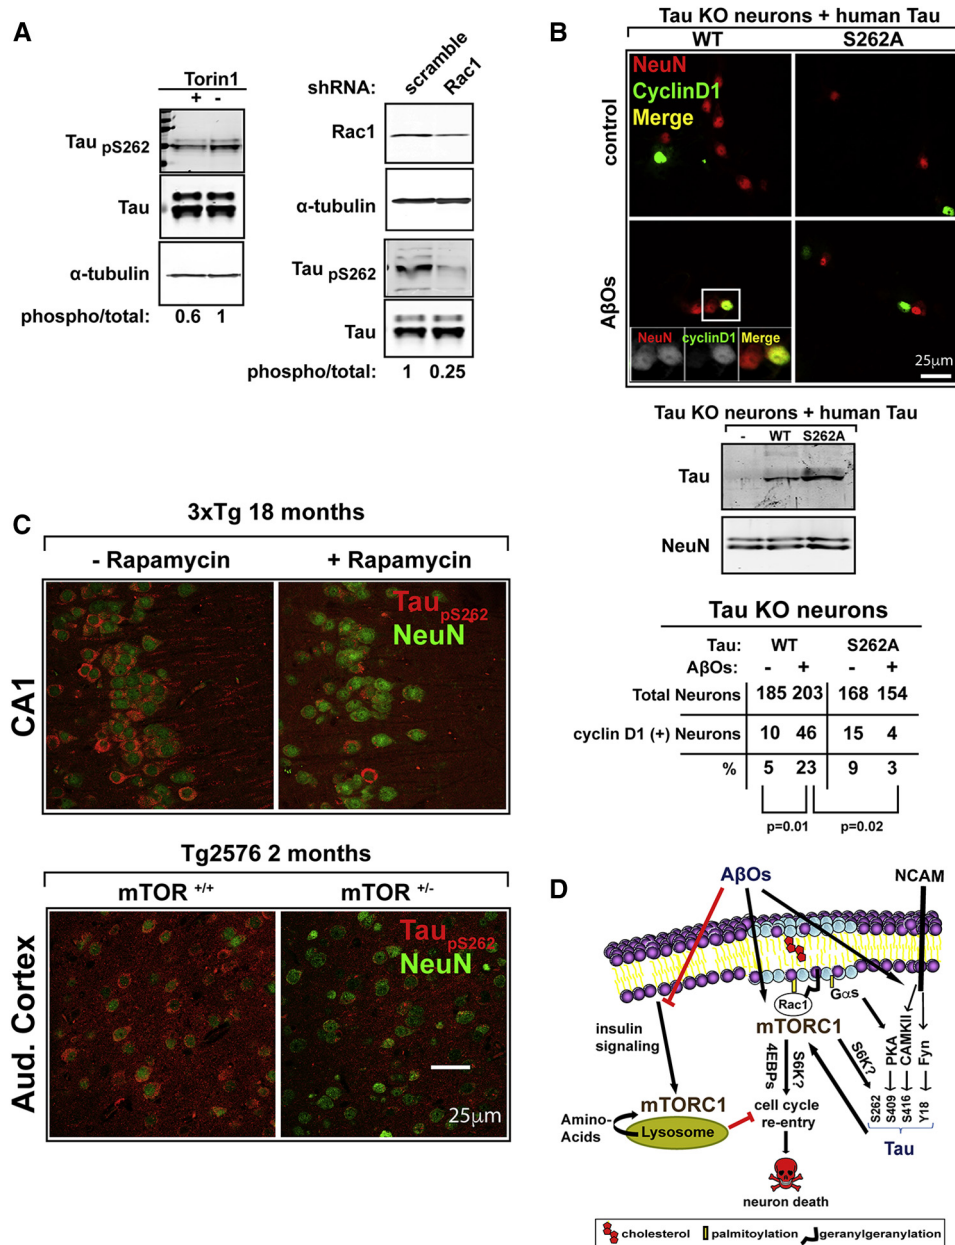 A
Torin1
+ -
Tau pS262
Tau
α-tubulin
phospho/total: 0.6 1
shRNA: scramble Rac1
Rac1
α-tubulin
Tau pS262
Tau
phospho/total: 1 0.25
B
Tau KO neurons + human Tau
WT S262A
NeuN
CyclinD1
Merge
control
AβOs
NeuN cyclinD1 Merge
25μm
Tau KO neurons + human Tau
- WT S262A
Tau
NeuN
Tau KO neurons
Tau: WT S262A
AβOs: - + - +
Total Neurons 185 203 168 154
cyclin D1 (+) Neurons 10 46 15 4
% 5 23 9 3
p=0.01 p=0.02
C
3xTg 18 months
- Rapamycin + Rapamycin
Tau pS262
NeuN
CA1
Tg2576 2 months
mTOR +/+ mTOR +/-
Tau pS262
NeuN
Aud. Cortex
25μm
D
AβOs NCAM
Rac1
Gαs
mTORC1
insulin
signaling
S6K?
4EBPs
S6K?
PKA
CAMKII
Fyn
S262
S409
S416
Y18
Tau
mTORC1
Amino-
Acids
Lysosome
cell cycle
re-entry
neuron death
cholesterol palmitoylation geranylgeranylation